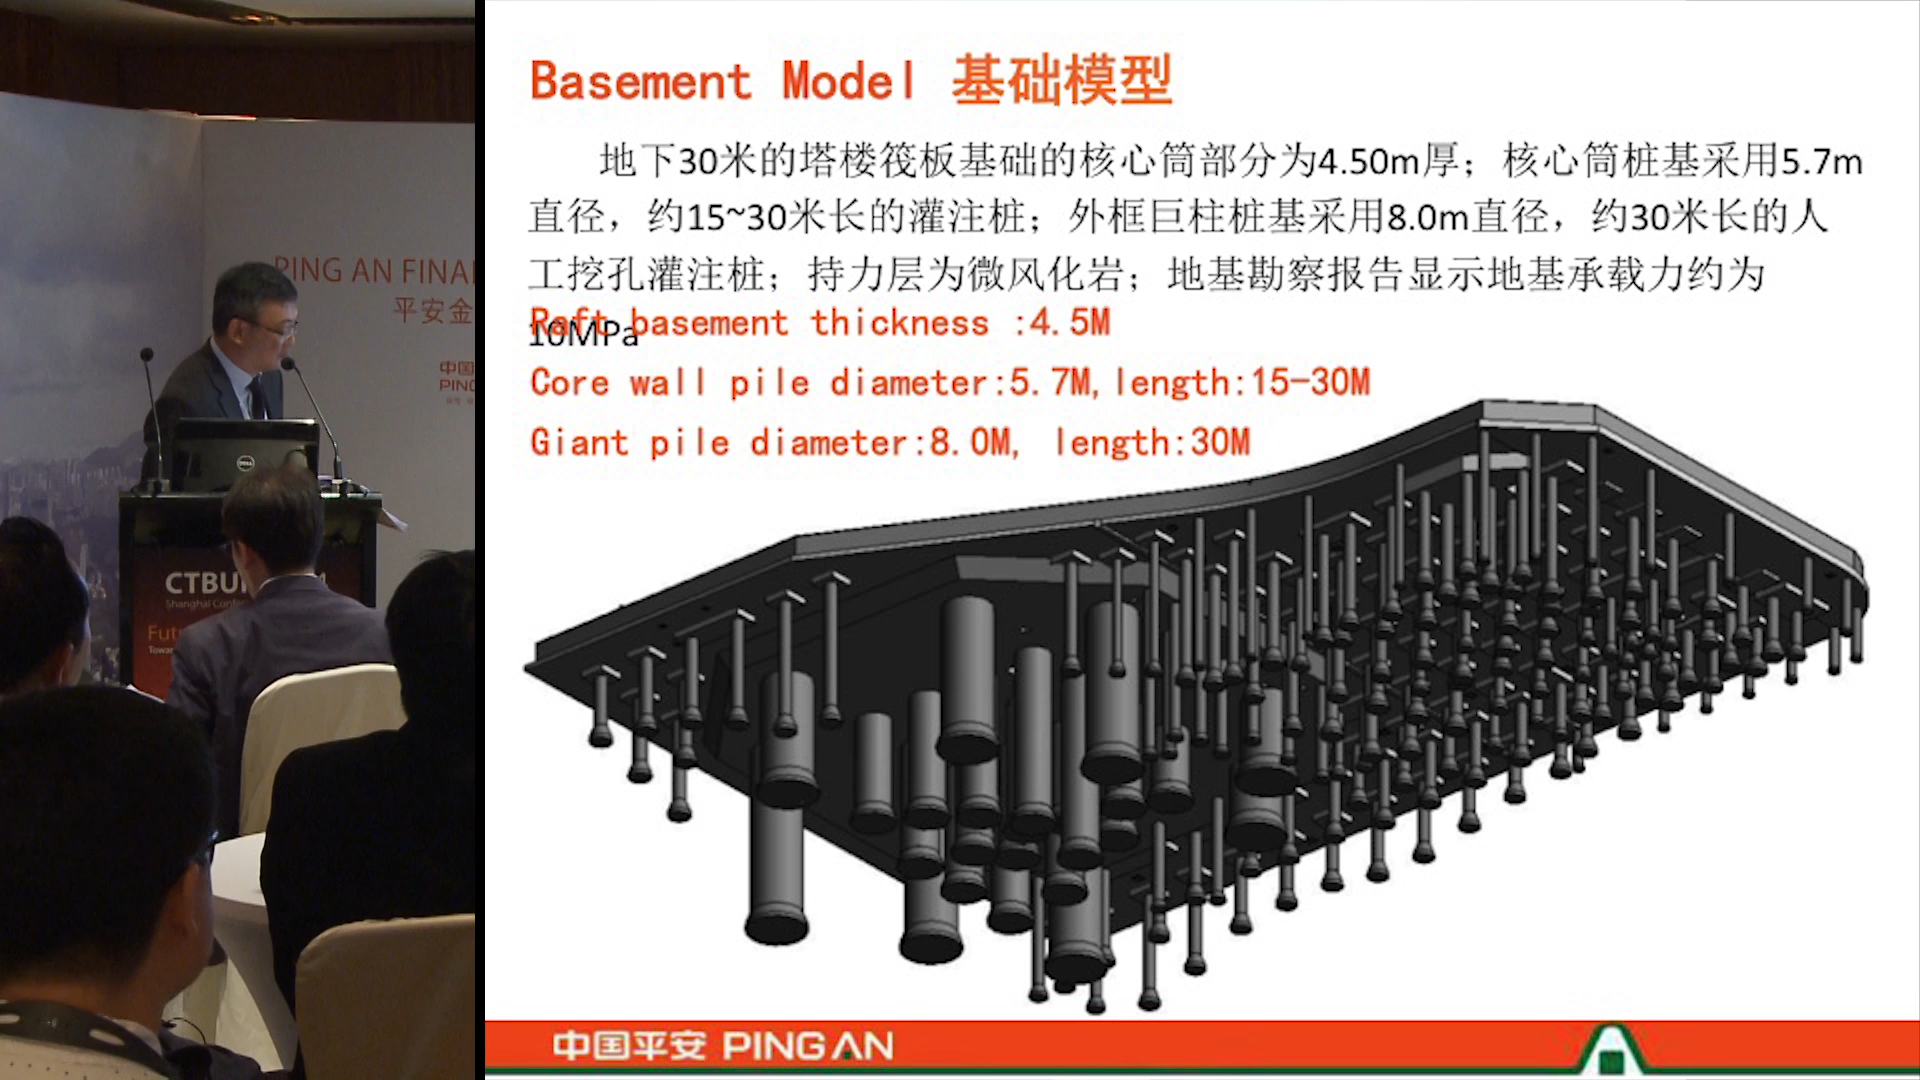 PING AN FINA
平安金
中国
PING
CTBU
Shanghai Confe
Futu
Towar
Basement Model 基础模型
地下30米的塔楼筏板基础的核心筒部分为4.50m厚；核心筒桩基采用5.7m
直径，约15~30米长的灌注桩；外框巨柱桩基采用8.0m直径，约30米长的人
工挖孔灌注桩；持力层为微风化岩；地基勘察报告显示地基承载力约为
10MPa
Raft basement thickness :4.5M
Core wall pile diameter:5.7M,length:15-30M
Giant pile diameter:8.0M, length:30M
中国平安 PING AN